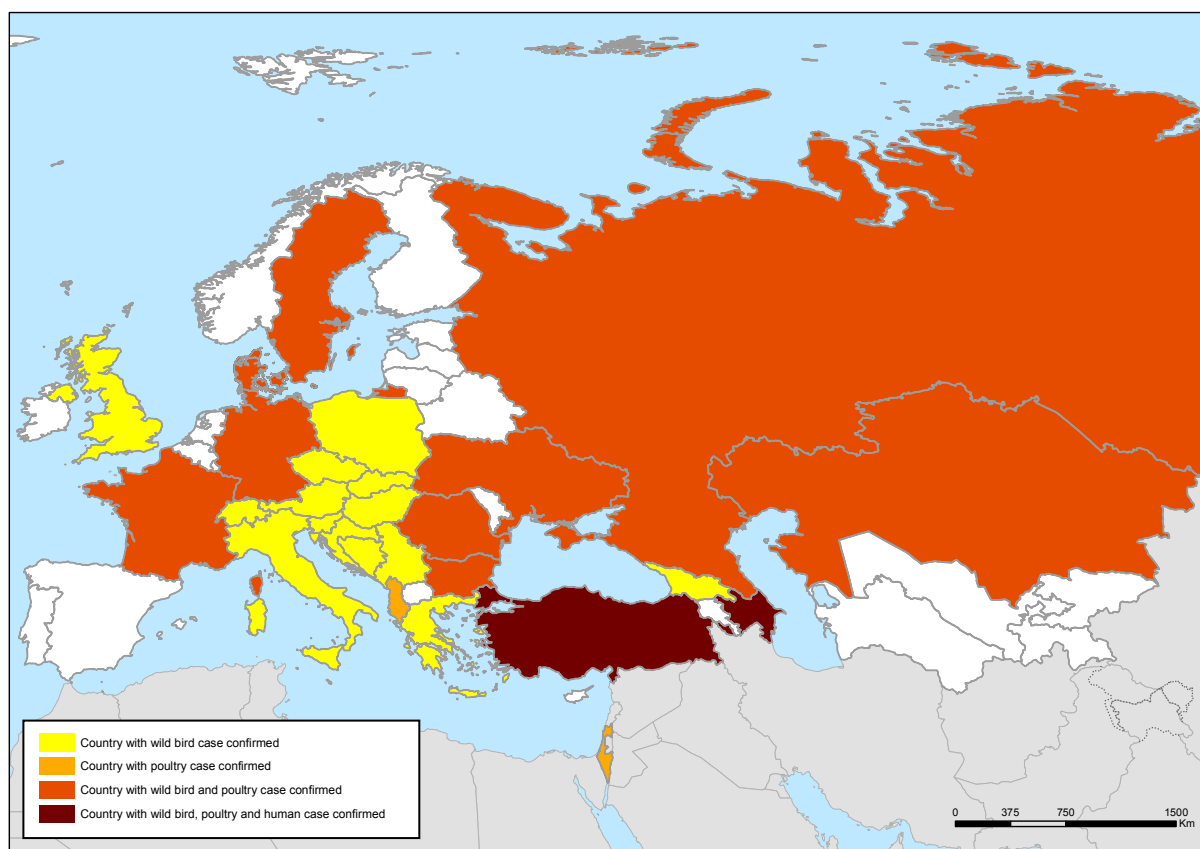 Country with wild bird case confirmed
Country with poultry case confirmed
Country with wild bird and poultry case confirmed
Country with wild bird, poultry and human case confirmed
0 375 750 1500
Km